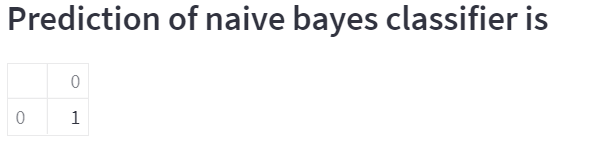 Prediction of naive bayes classifier is
0
0 1